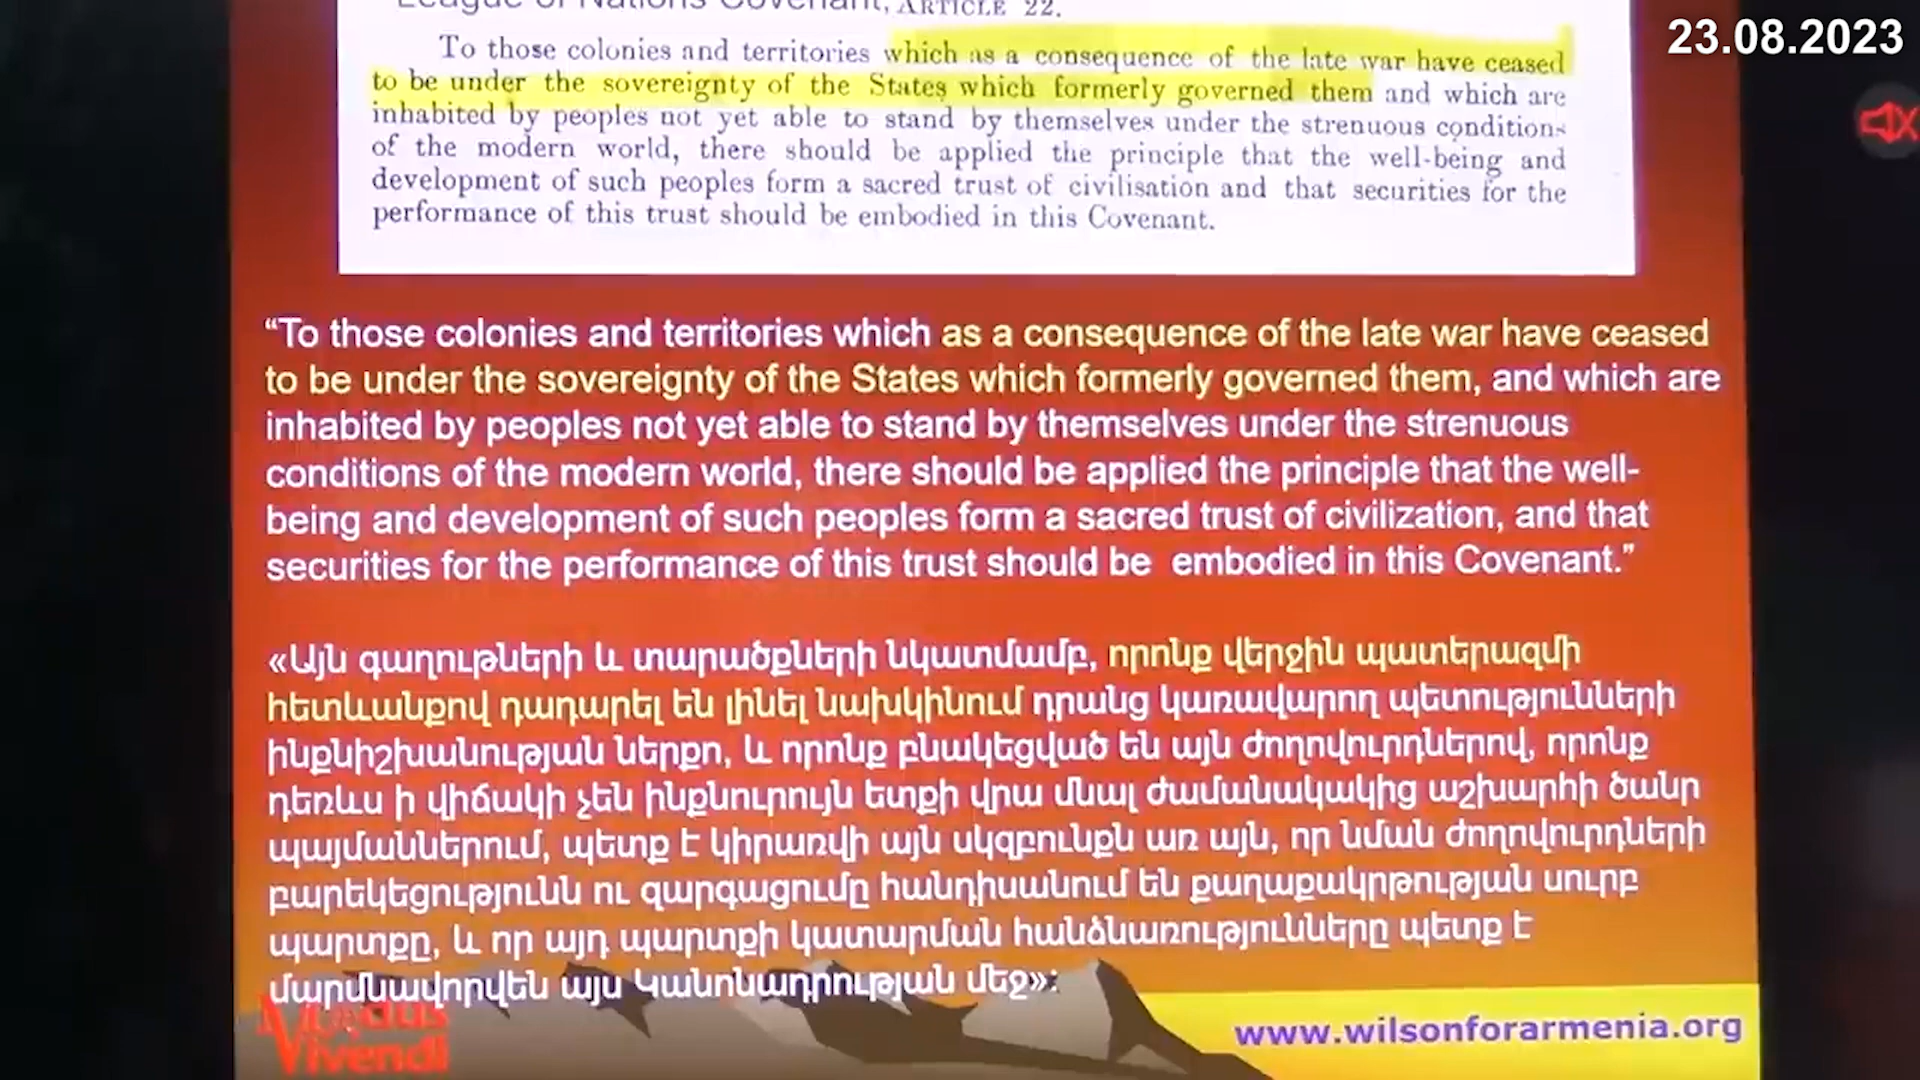 League of Nations Covenant, ARTICLE 22.
23.08.2023
To those colonies and territories which as a consequence of the late war have ceased
to be under the sovereignty of the States which formerly governed them and which are
inhabited by peoples not yet able to stand by themselves under the strenuous conditions
of the modern world, there should be applied the principle that the well-being and
development of such peoples form a sacred trust of civilisation and that securities for the
performance of this trust should be embodied in this Covenant.
“To those colonies and territories which as a consequence of the late war have ceased
to be under the sovereignty of the States which formerly governed them, and which are
inhabited by peoples not yet able to stand by themselves under the strenuous
conditions of the modern world, there should be applied the principle that the well-
being and development of such peoples form a sacred trust of civilization, and that
securities for the performance of this trust should be embodied in this Covenant.”
«Այն գաղութների և տարածքների նկատմամբ, որոնք վերջին պատերազմի
հետևանքով դադարել են լինել նախկինում դրանց կառավարող պետությունների
ինքնիշխանության ներքո, և որոնք բնակեցված են այն ժողովուրդներով, որոնք
դեռևս ի վիճակի չեն ինքնուրույն ետքի վրա մնալ ժամանակակից աշխարհի ծանր
պայմաններում, պետք է կիրառվի այն սկզբունքն առ այն, որ նման ժողովուրդների
բարեկեցությունն ու զարգացումը հանդիսանում են քաղաքակրթության սուրբ
պարտքը, և որ այդ պարտքի կատարման հանձնառությունները պետք է
մարմնավորվեն այս Կանոնադրության մեջ»:
Modus
Vivendi
www.wilsonforarmenia.org